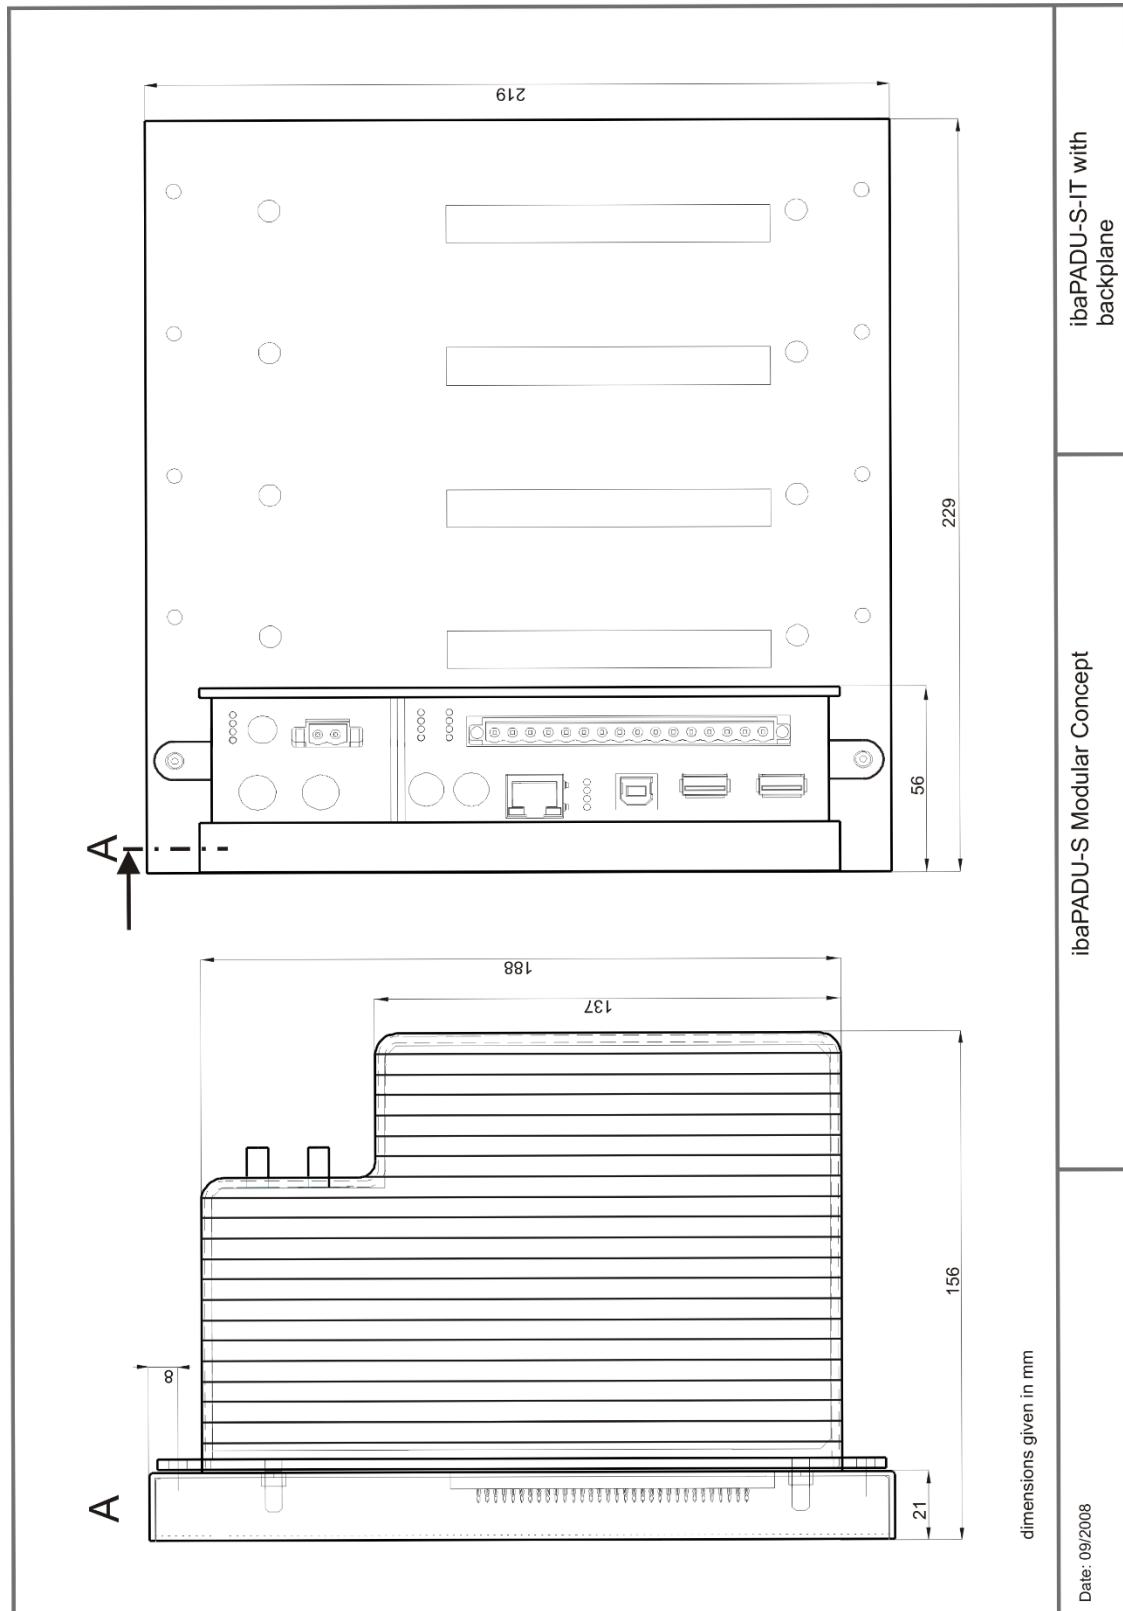 219
229
56
A
188
137
156
8
21
A
dimensions given in mm
ibaPADU-S-IT with
backplane
ibaPADU-S Modular Concept
Date: 09/2008